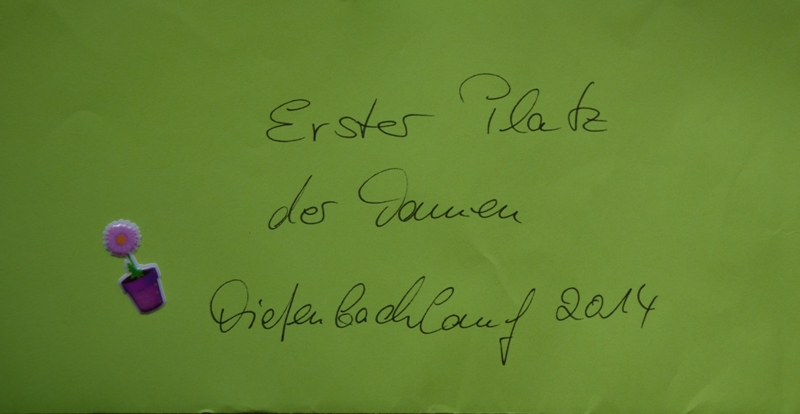 Erster Platz
der Damen
Diefenbachlauf 2014